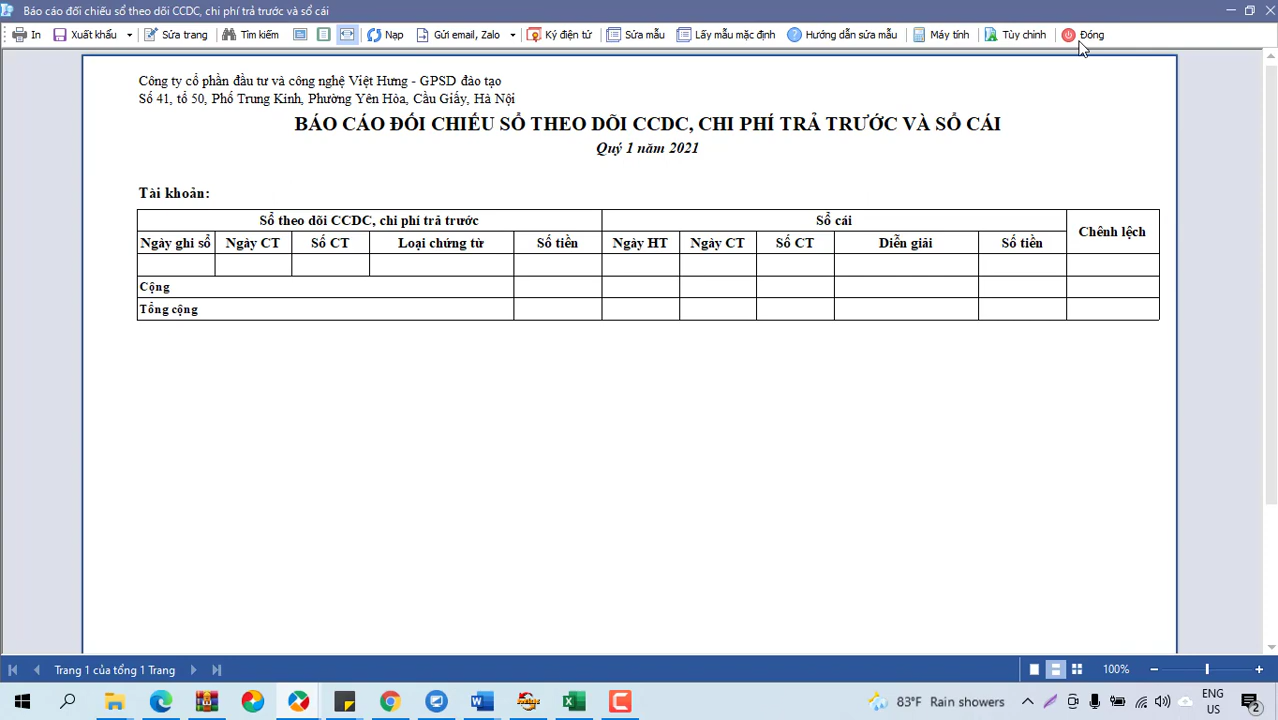 Báo cáo đối chiếu sổ theo dõi CCDC, chi phí trả trước và sổ cái
In Xuất khẩu Sửa trang Tìm kiếm Nạp Gửi email, Zalo Ký điện tử Sửa mẫu Lấy mẫu mặc định Hướng dẫn sửa mẫu Máy tính Tùy chỉnh Đóng
Công ty cổ phần đầu tư và công nghệ Việt Hưng - GPSD đào tạo
Số 41, tổ 50, Phố Trung Kinh, Phường Yên Hòa, Cầu Giấy, Hà Nội
BÁO CÁO ĐỐI CHIẾU SỔ THEO DÕI CCDC, CHI PHÍ TRẢ TRƯỚC VÀ SỔ CÁI
Quý 1 năm 2021
Tài khoản:
Sổ theo dõi CCDC, chi phí trả trước Sổ cái Chênh lệch
Ngày ghi sổ Ngày CT Số CT Loại chứng từ Số tiền Ngày HT Ngày CT Số CT Diễn giải Số tiền
Cộng
Tổng cộng
Trang 1 của tổng 1 Trang 100%
83°F Rain showers ENG
US 2